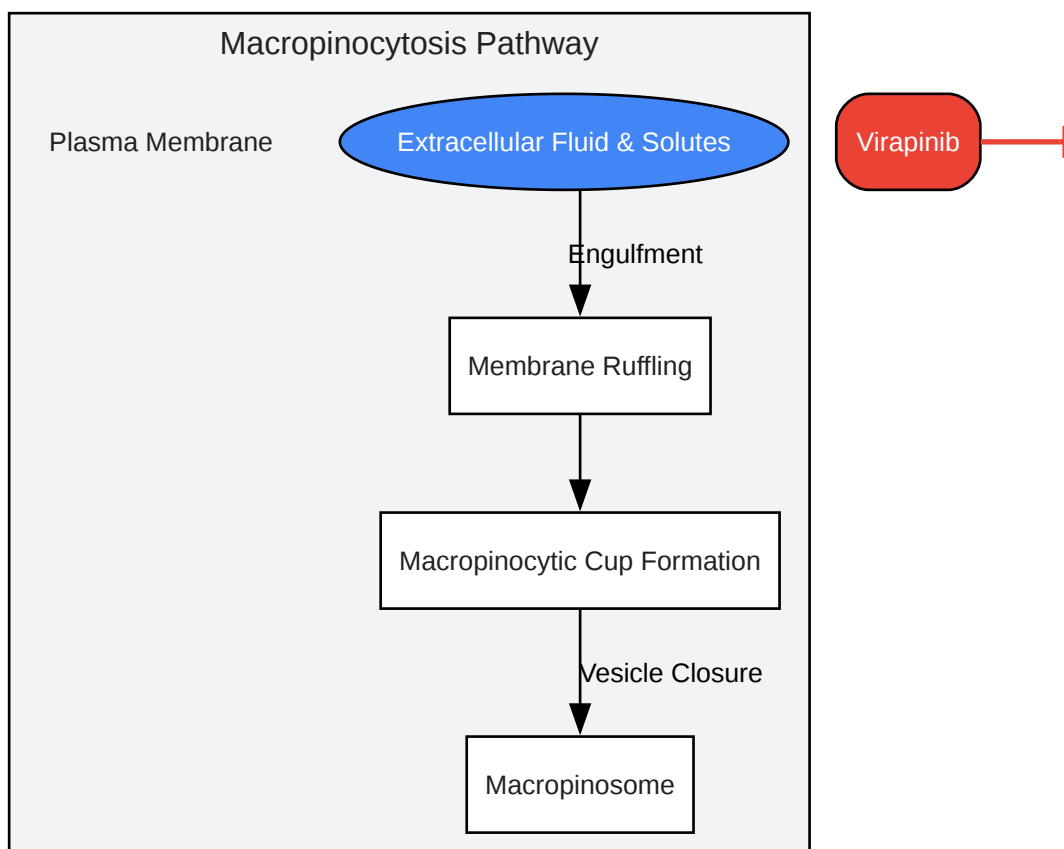 Macropinocytosis Pathway
Plasma Membrane
Extracellular Fluid & Solutes
Virapinib
Engulfment
Membrane Ruffling
Macropinocytic Cup Formation
Vesicle Closure
Macropinosome